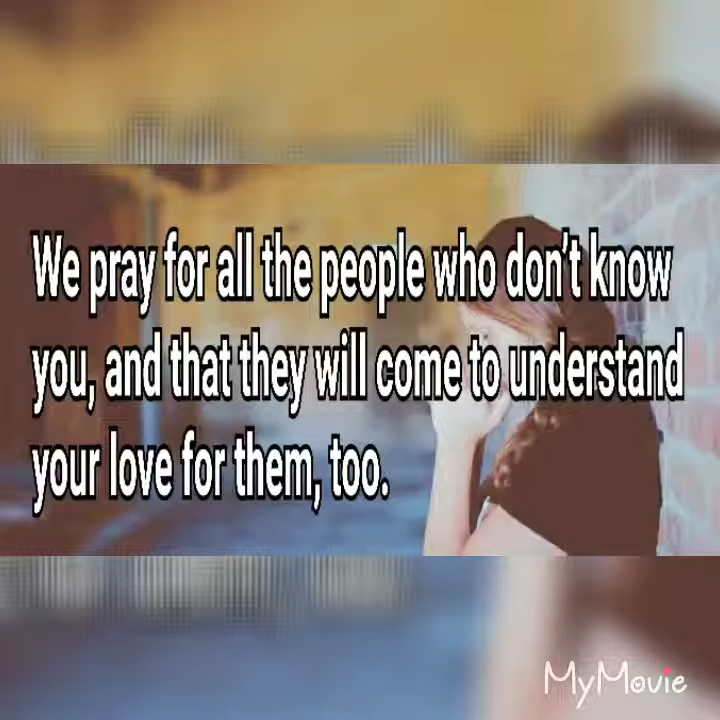 We pray for all the people who don't know
you, and that they will come to understand
your love for them, too.
MyMovie